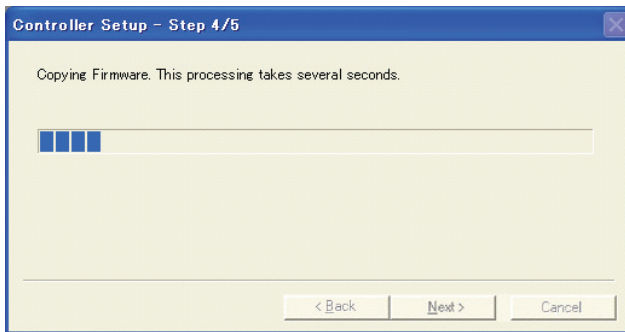 Controller Setup - Step 4/5
Copying Firmware. This processing takes several seconds.
< Back
Next >
Cancel